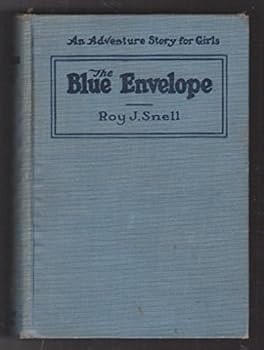 An Adventure Story for Girls
The
Blue Envelope
Roy J. Snell